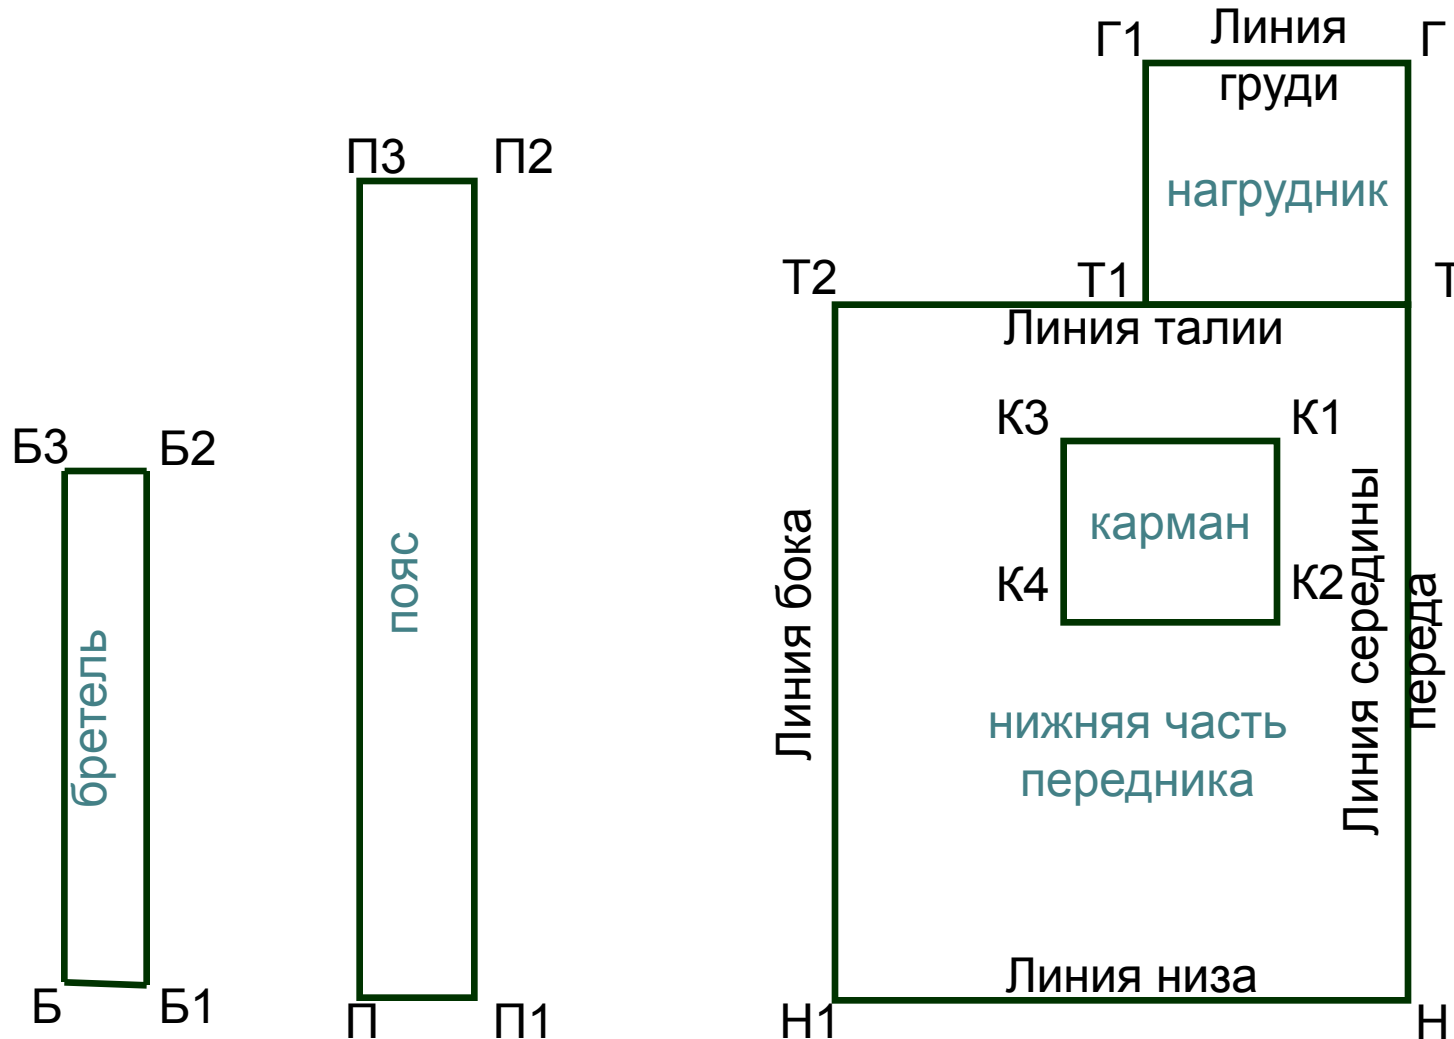 Г1
Линия
Г
груди
П3
П2
нагрудник
Т2
Т1
Т
Линия талии
К3
К1
Б3
Б2
карман
пояс
Линия бока
К4
К2
Линия середины
переда
бретель
нижняя часть
передника
Линия низа
Б
Б1
П
П1
Н1
Н